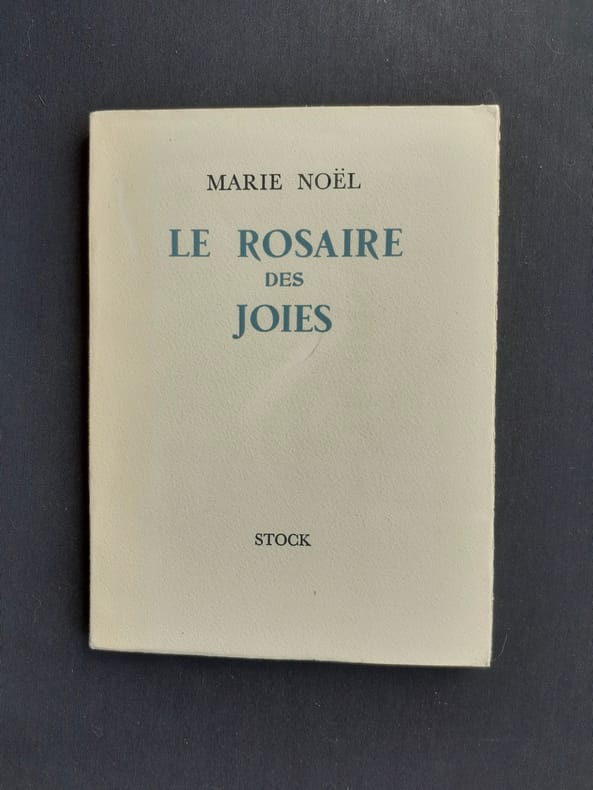 MARIE NOËL
LE ROSAIRE
DES
JOIES
STOCK